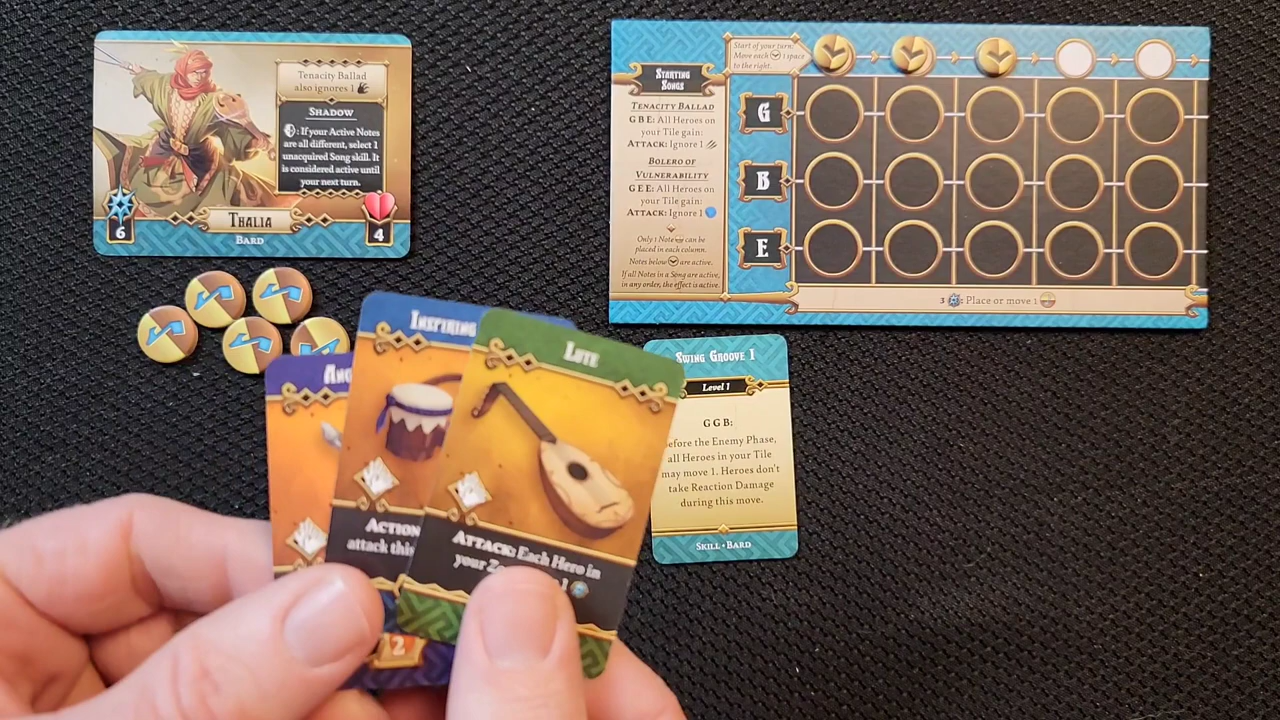 Tenacity Ballad
also ignores 1
Shadow
: If your Active Notes
are all different, select 1
unacquired Song skill. It
is considered active until
your next turn.
6
Thalia
4
Bard
Starting
Songs
Tenacity Ballad
G B E: All Heroes on
your Tile gain:
Attack: Ignore 1
Bolero of
Vulnerability
G E E: All Heroes on
your Tile gain:
Attack: Ignore 1
Only 1 Note can be
placed in each column.
Notes below are active.
If all Notes in a Song are active,
in any order, the effect is active.
Start of your turn:
Move each 1 space
to the right.
G
B
E
3 : Place or move 1
Inspiring
Action
attack this
2
Lute
Attack: Each Hero in
your
1
Swing Groove 1
Level 1
G G B:
Before the Enemy Phase,
all Heroes in your Tile
may move 1. Heroes don't
take Reaction Damage
during this move.
Skill • Bard